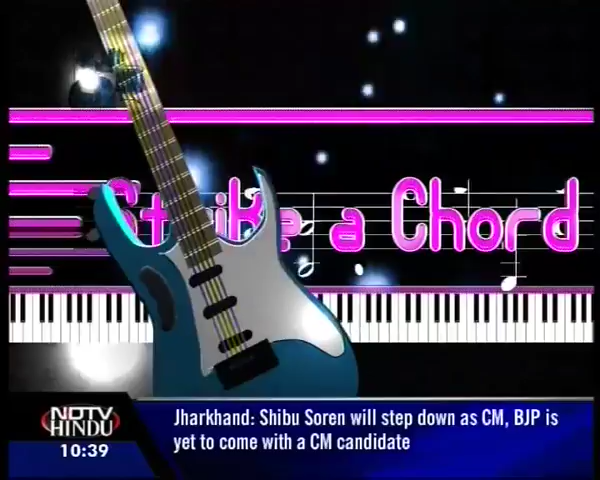 Strike a Chord
NDTV
HINDU
10:39
Jharkhand: Shibu Soren will step down as CM, BJP is
yet to come with a CM candidate